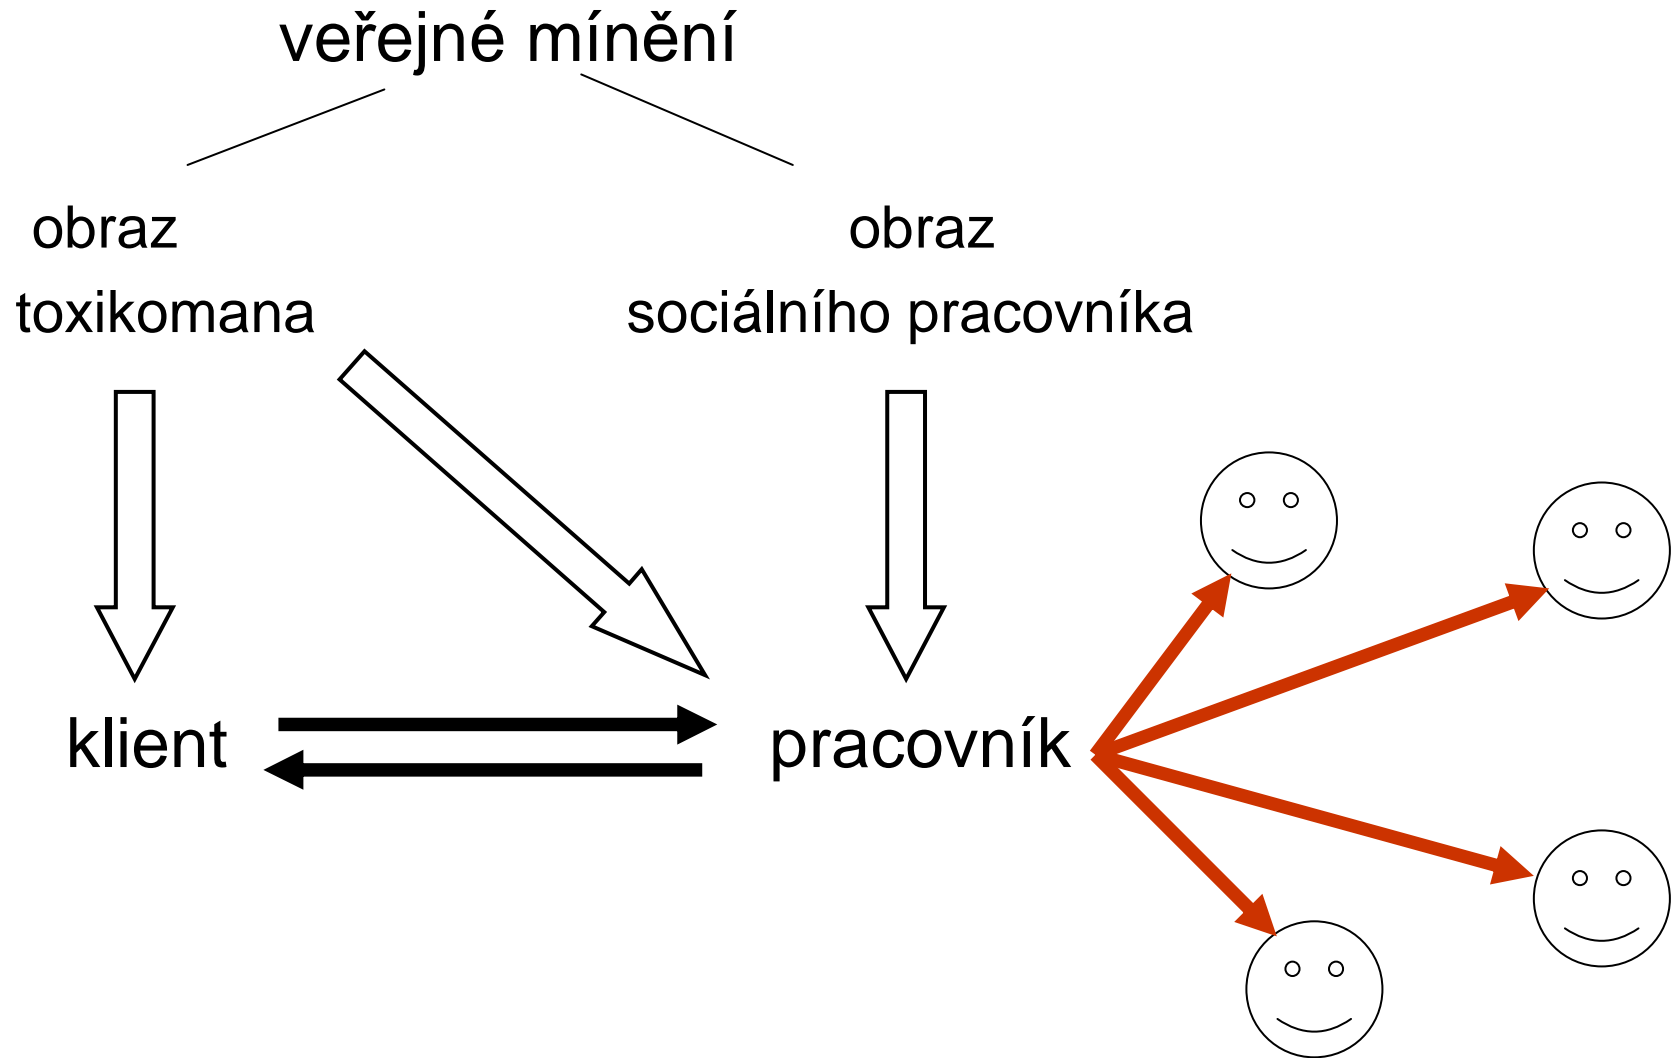 veřejné mínění
obraz
toxikomana
obraz
sociálního pracovníka
klient
pracovník